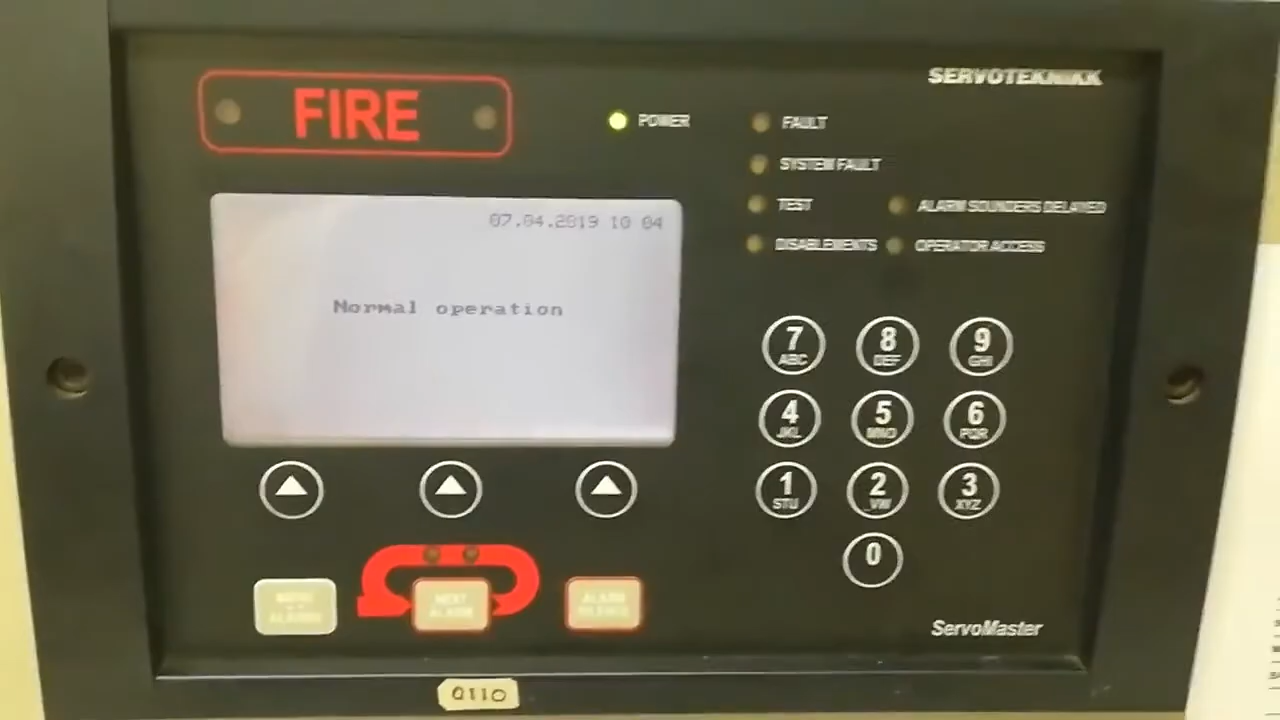 SERVOTEKNIKK
FIRE
POWER
FAULT
SYSTEM FAULT
TEST
ALARM SOUNDERS DELAYED
DISABLEMENTS
OPERATOR ACCESS
07.04.2019 10 04
Normal operation
7
ABC
8
DEF
9
GHI
4
JKL
5
MNO
6
PQR
1
STU
2
_VW
3
XYZ
0
NEXT
ALARM
ALARM
SILENCE
ServoMaster
Q110